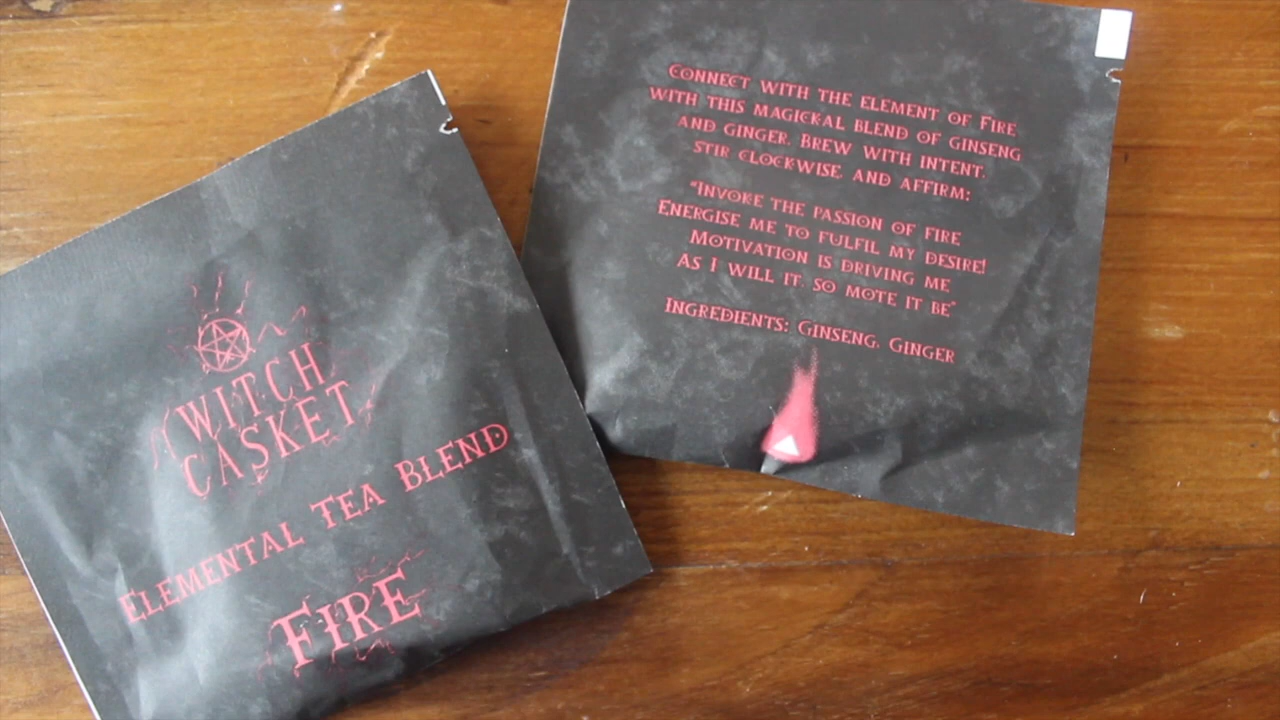 WITCH
CASKET
ELEMENTAL TEA BLEND
FIRE
CONNECT WITH THE ELEMENT OF FIRE
WITH THIS MAGICKAL BLEND OF GINSENG
AND GINGER. BREW WITH INTENT,
STIR CLOCKWISE AND AFFIRM:
"INVOKE THE PASSION OF FIRE
ENERGISE ME TO FULFIL MY DESIRE!
MOTIVATION IS DRIVING ME
AS I WILL IT, SO MOTE IT BE"
INGREDIENTS: GINSENG, GINGER